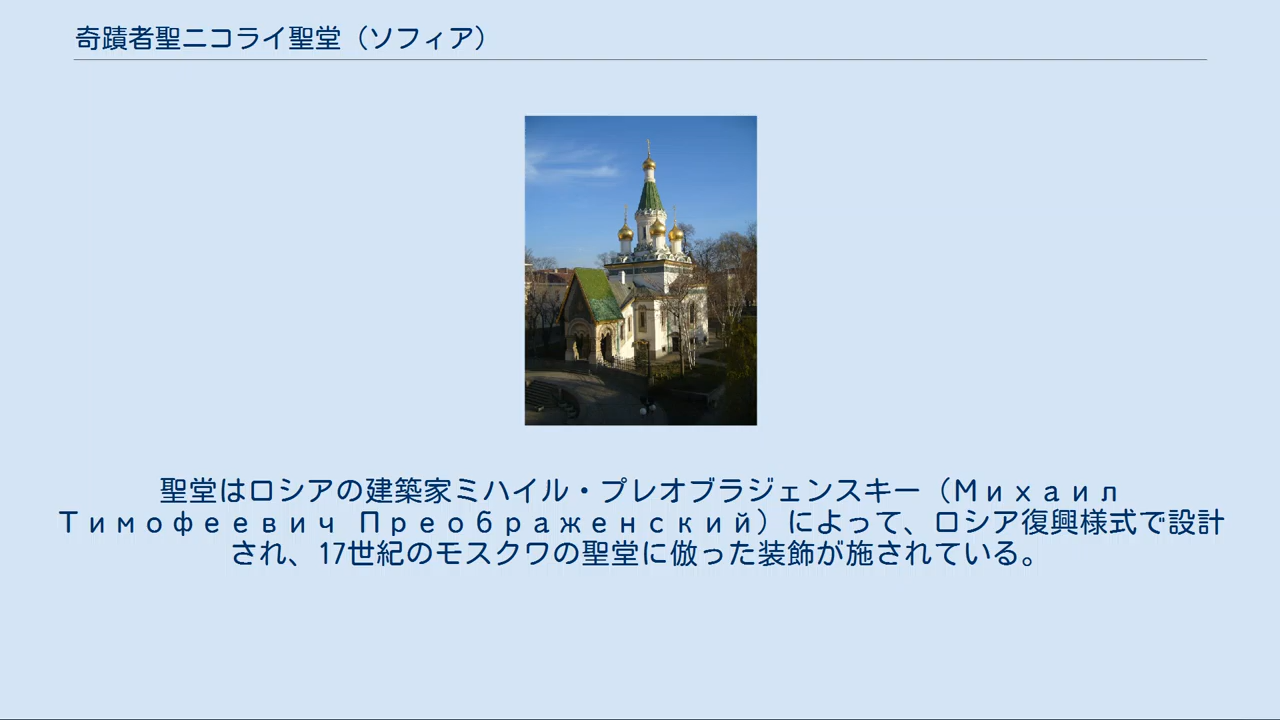 奇蹟者聖ニコライ聖堂（ソフィア）
聖堂はロシアの建築家ミハイル・プレオブラジェンスキー（Михаил
Тимофеевич Преображенский）によって、ロシア復興様式で設計
され、17世紀のモスクワの聖堂に倣った装飾が施されている。